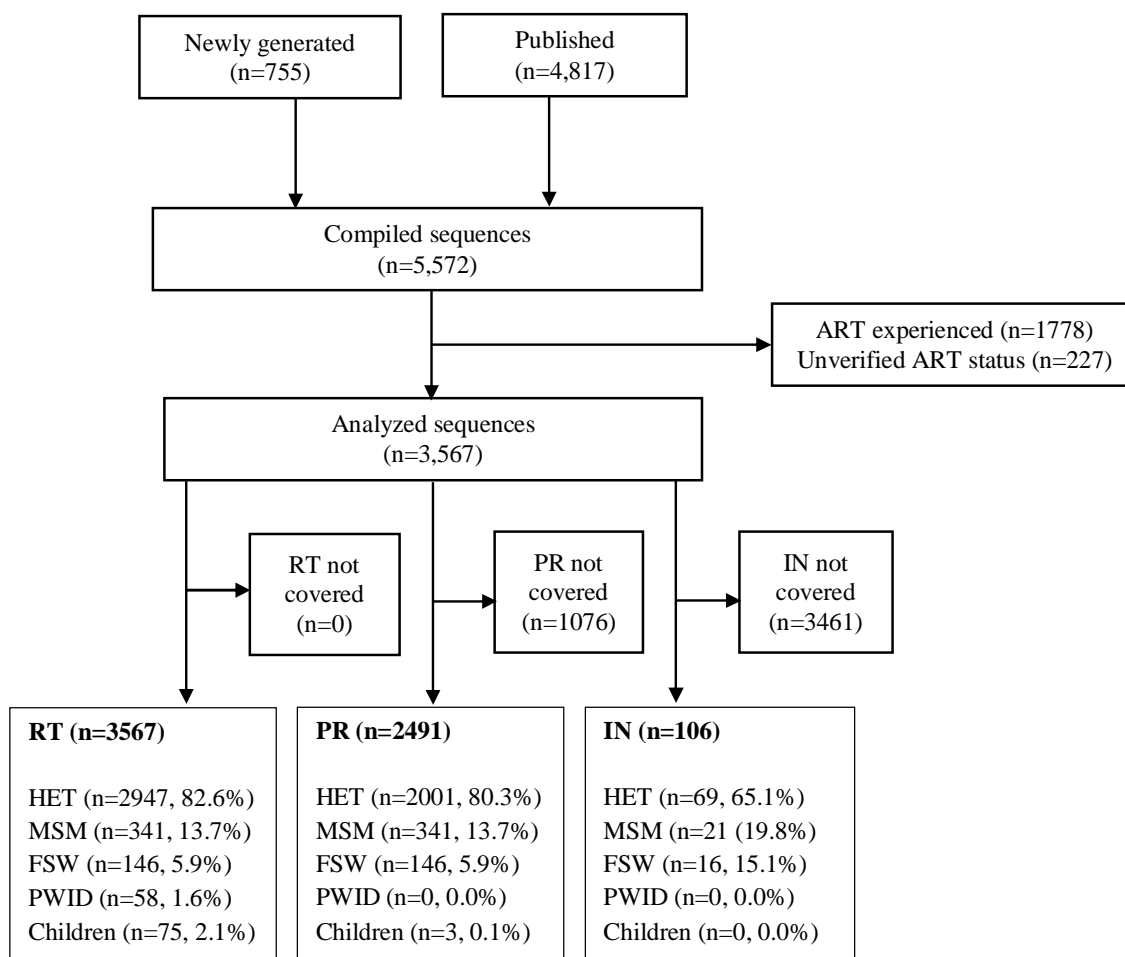 Newly generated
(n=755)
Published
(n=4,817)
Compiled sequences
(n=5,572)
ART experienced (n=1778)
Unverified ART status (n=227)
Analyzed sequences
(n=3,567)
RT not
covered
(n=0)
PR not
covered
(n=1076)
IN not
covered
(n=3461)
RT (n=3567)
HET (n=2947, 82.6%)
MSM (n=341, 13.7%)
FSW (n=146, 5.9%)
PWID (n=58, 1.6%)
Children (n=75, 2.1%)
PR (n=2491)
HET (n=2001, 80.3%)
MSM (n=341, 13.7%)
FSW (n=146, 5.9%)
PWID (n=0, 0.0%)
Children (n=3, 0.1%)
IN (n=106)
HET (n=69, 65.1%)
MSM (n=21 (19.8%)
FSW (n=16, 15.1%)
PWID (n=0, 0.0%)
Children (n=0, 0.0%)